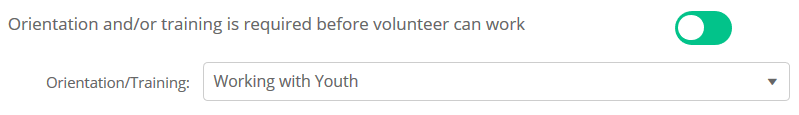 Orientation and/or training is required before volunteer can work
Orientation/Training: Working with Youth